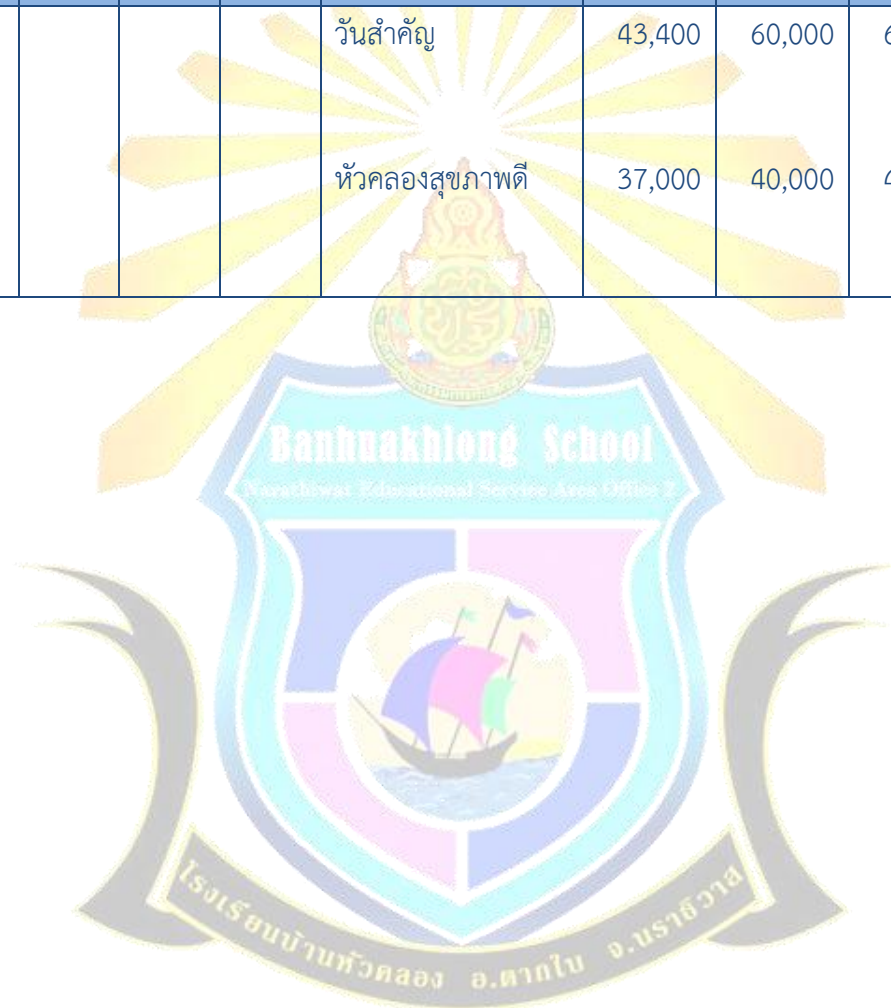 วันสำคัญ 43,400 60,000
หัวคลองสุขภาพดี 37,000 40,000
Banhuakhlong School
Narathiwat Educational Service Area Office 2
โรงเรียนบ้านหัวคลอง อ.ตากใบ จ.นราธิวาส